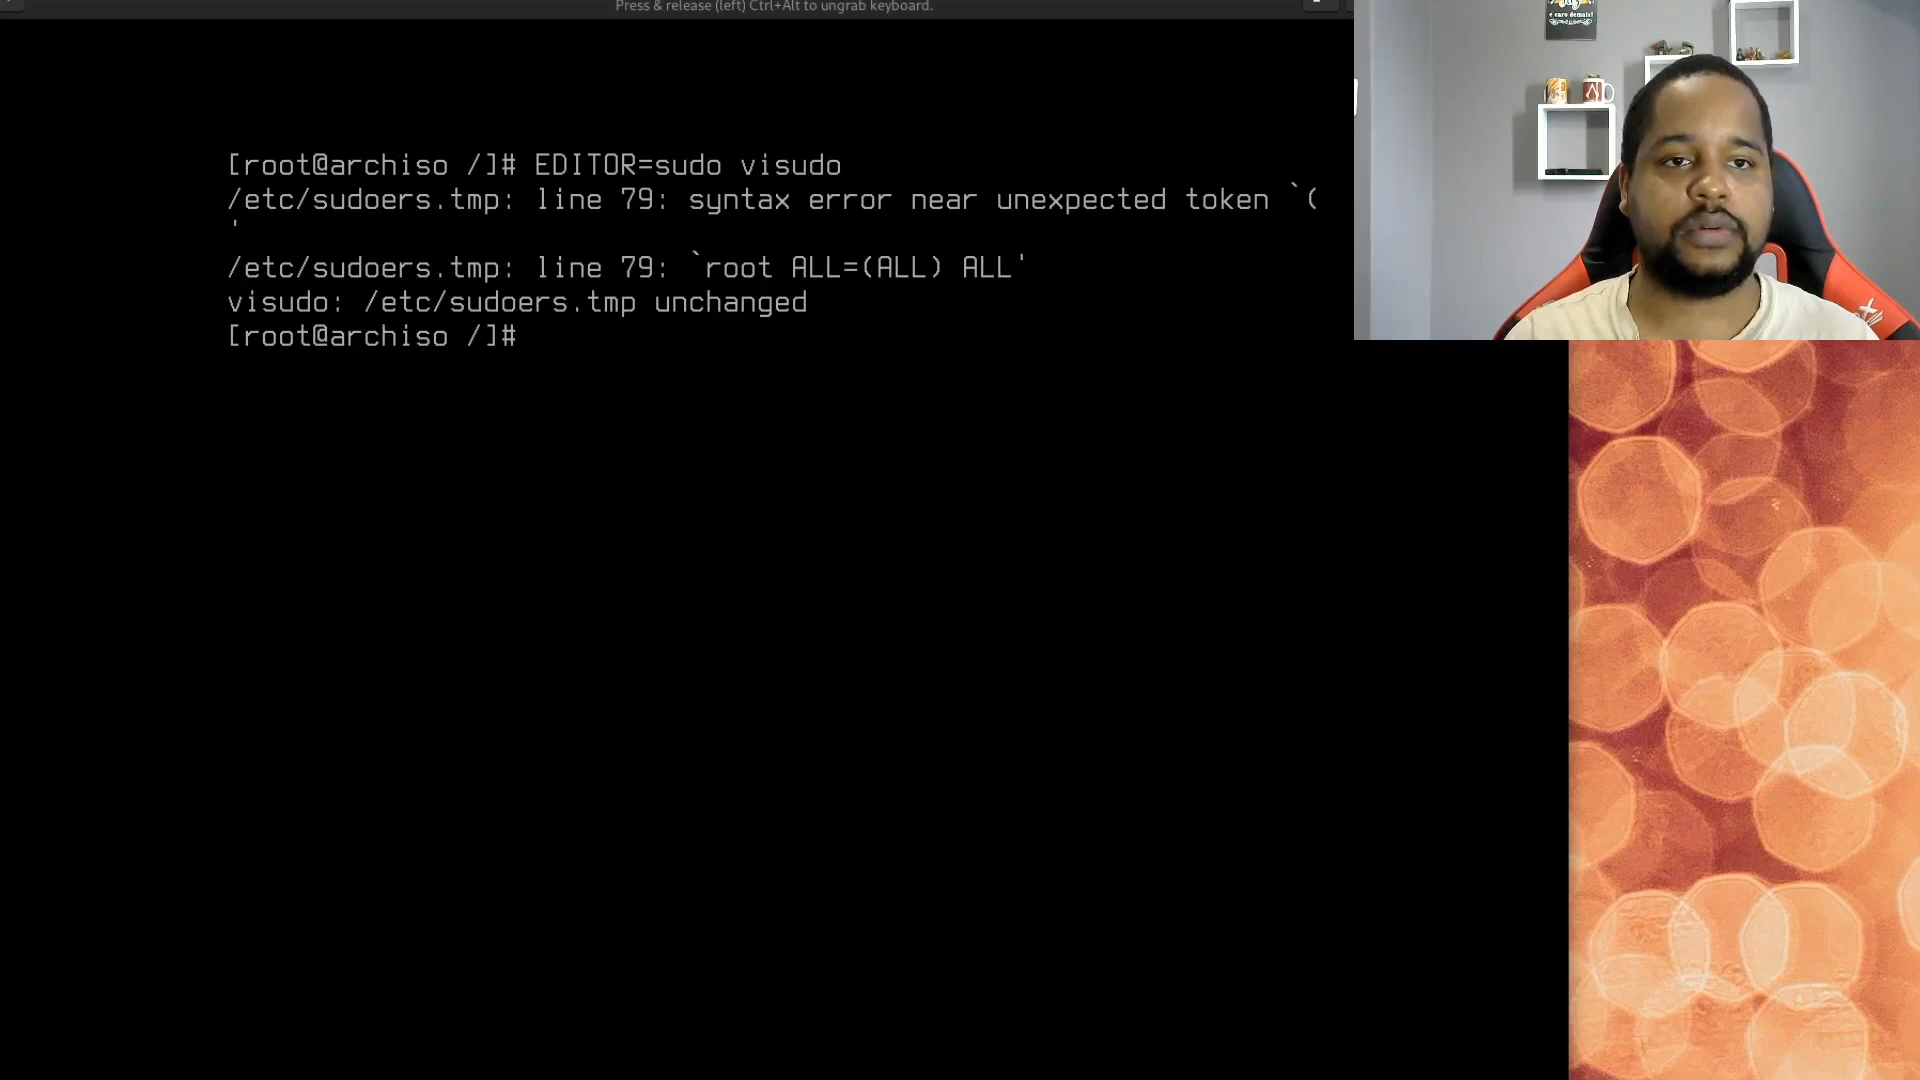 Press & release (left) Ctrl+Alt to ungrab keyboard.
é caro demais!
[root@archiso /]# EDITOR=sudo visudo
/etc/sudoers.tmp: line 79: syntax error near unexpected token `(
'
/etc/sudoers.tmp: line 79: `root ALL=(ALL) ALL'
visudo: /etc/sudoers.tmp unchanged
[root@archiso /]#